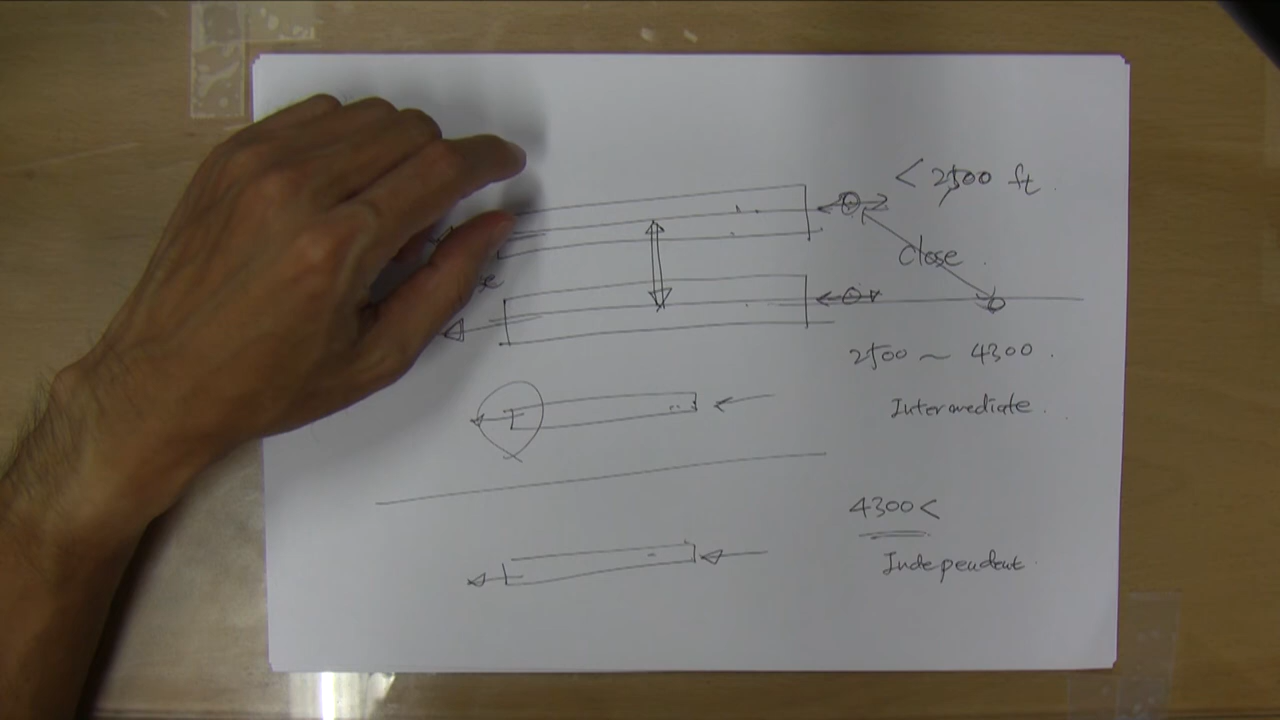 < 2500 ft.
close.
2500 ~ 4300.
Intermediate.
4300<
Independent.